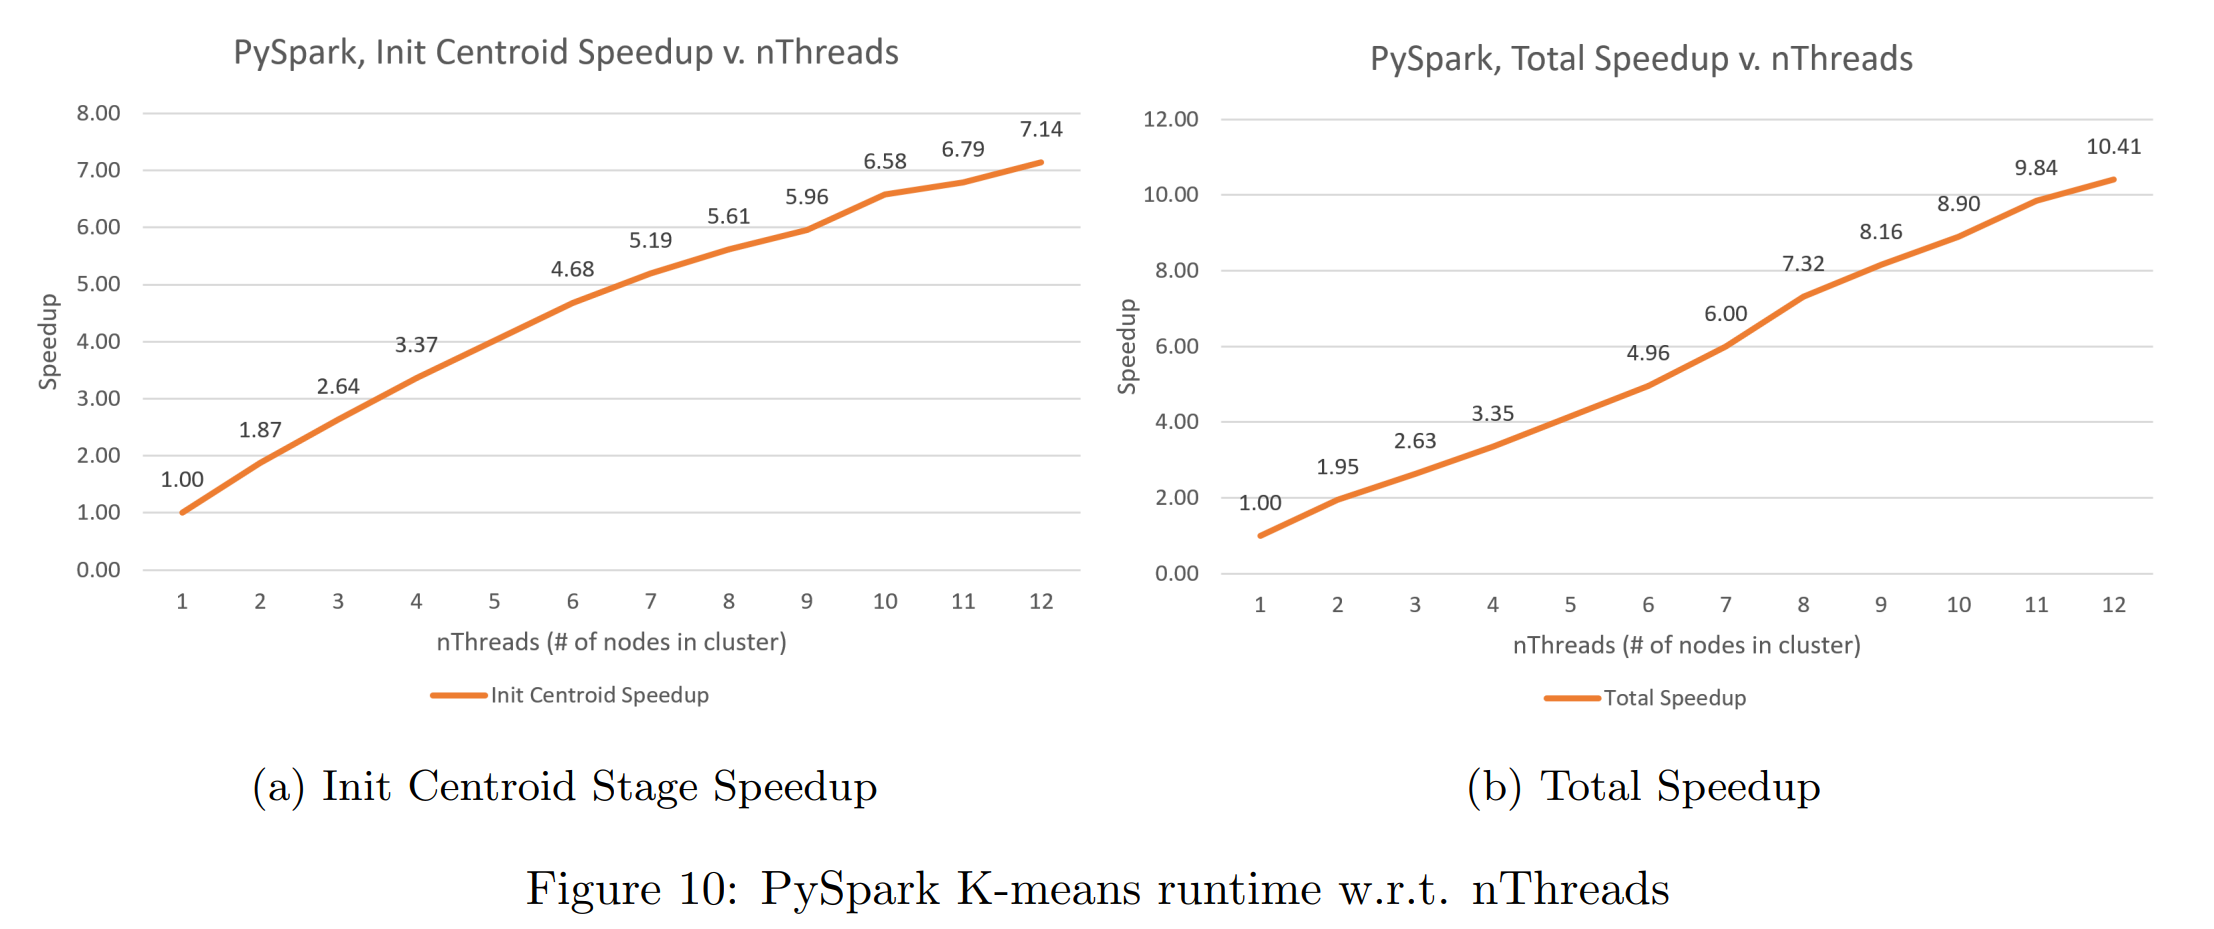 PySpark, Init Centroid Speedup v. nThreads
8.00
7.00
6.00
5.00
4.00
3.00
2.00
1.00
0.00
Speedup
1.00
1.87
2.64
3.37
4.68
5.19
5.61
5.96
6.58
6.79
7.14
1 2 3 4 5 6 7 8 9 10 11 12
nThreads (# of nodes in cluster)
Init Centroid Speedup
(a) Init Centroid Stage Speedup
PySpark, Total Speedup v. nThreads
12.00
10.00
8.00
6.00
4.00
2.00
0.00
Speedup
1.00
1.95
2.63
3.35
4.96
6.00
7.32
8.16
8.90
9.84
10.41
1 2 3 4 5 6 7 8 9 10 11 12
nThreads (# of nodes in cluster)
Total Speedup
(b) Total Speedup
Figure 10: PySpark K-means runtime w.r.t. nThreads